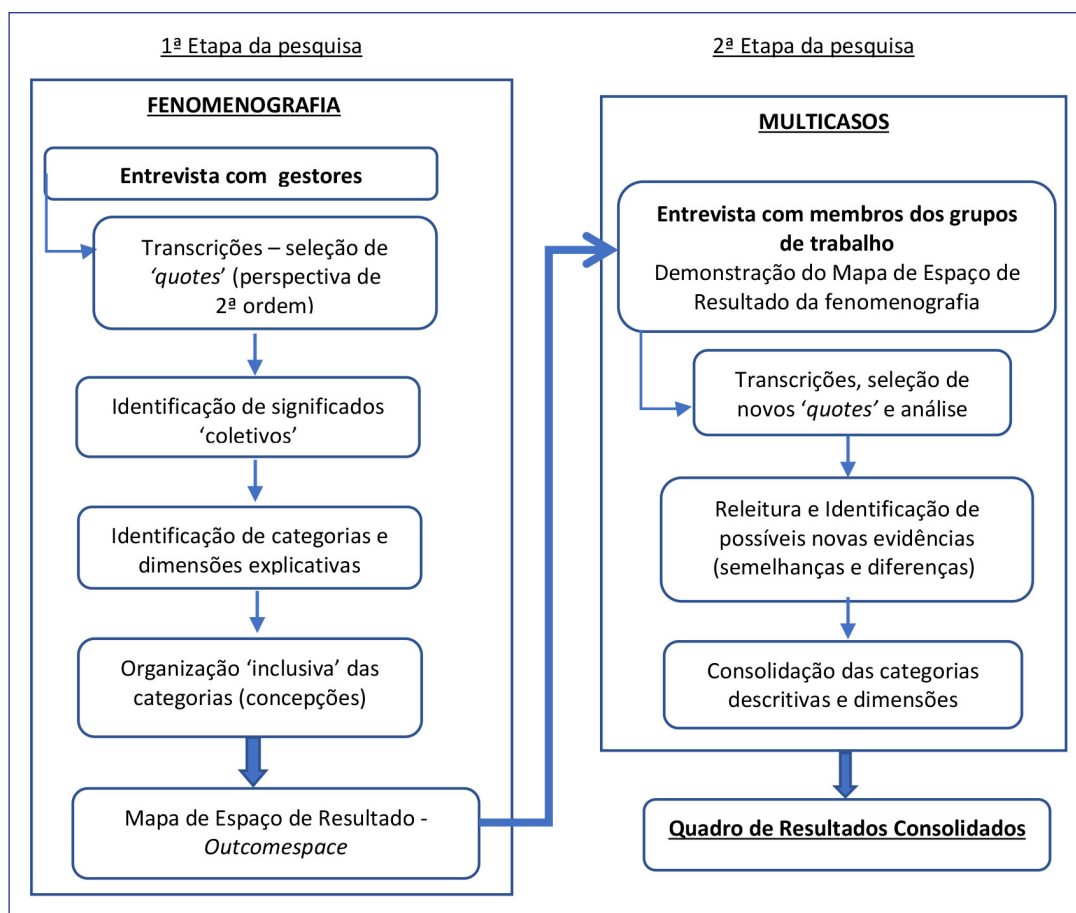 1ª Etapa da pesquisa
FENOMENOGRAFIA
Entrevista com gestores
Transcrições – seleção de
‘quotes’ (perspectiva de
2ª ordem)
Identificação de significados
‘coletivos’
Identificação de categorias e
dimensões explicativas
Organização ‘inclusiva’ das
categorias (concepções)
Mapa de Espaço de Resultado -
Outcomespace
2ª Etapa da pesquisa
MULTICASOS
Entrevista com membros dos grupos
de trabalho
Demonstração do Mapa de Espaço de
Resultado da fenomenografia
Transcrições, seleção de
novos ‘quotes’ e análise
Releitura e Identificação de
possíveis novas evidências
(semelhanças e diferenças)
Consolidação das categorias
descritivas e dimensões
Quadro de Resultados Consolidados